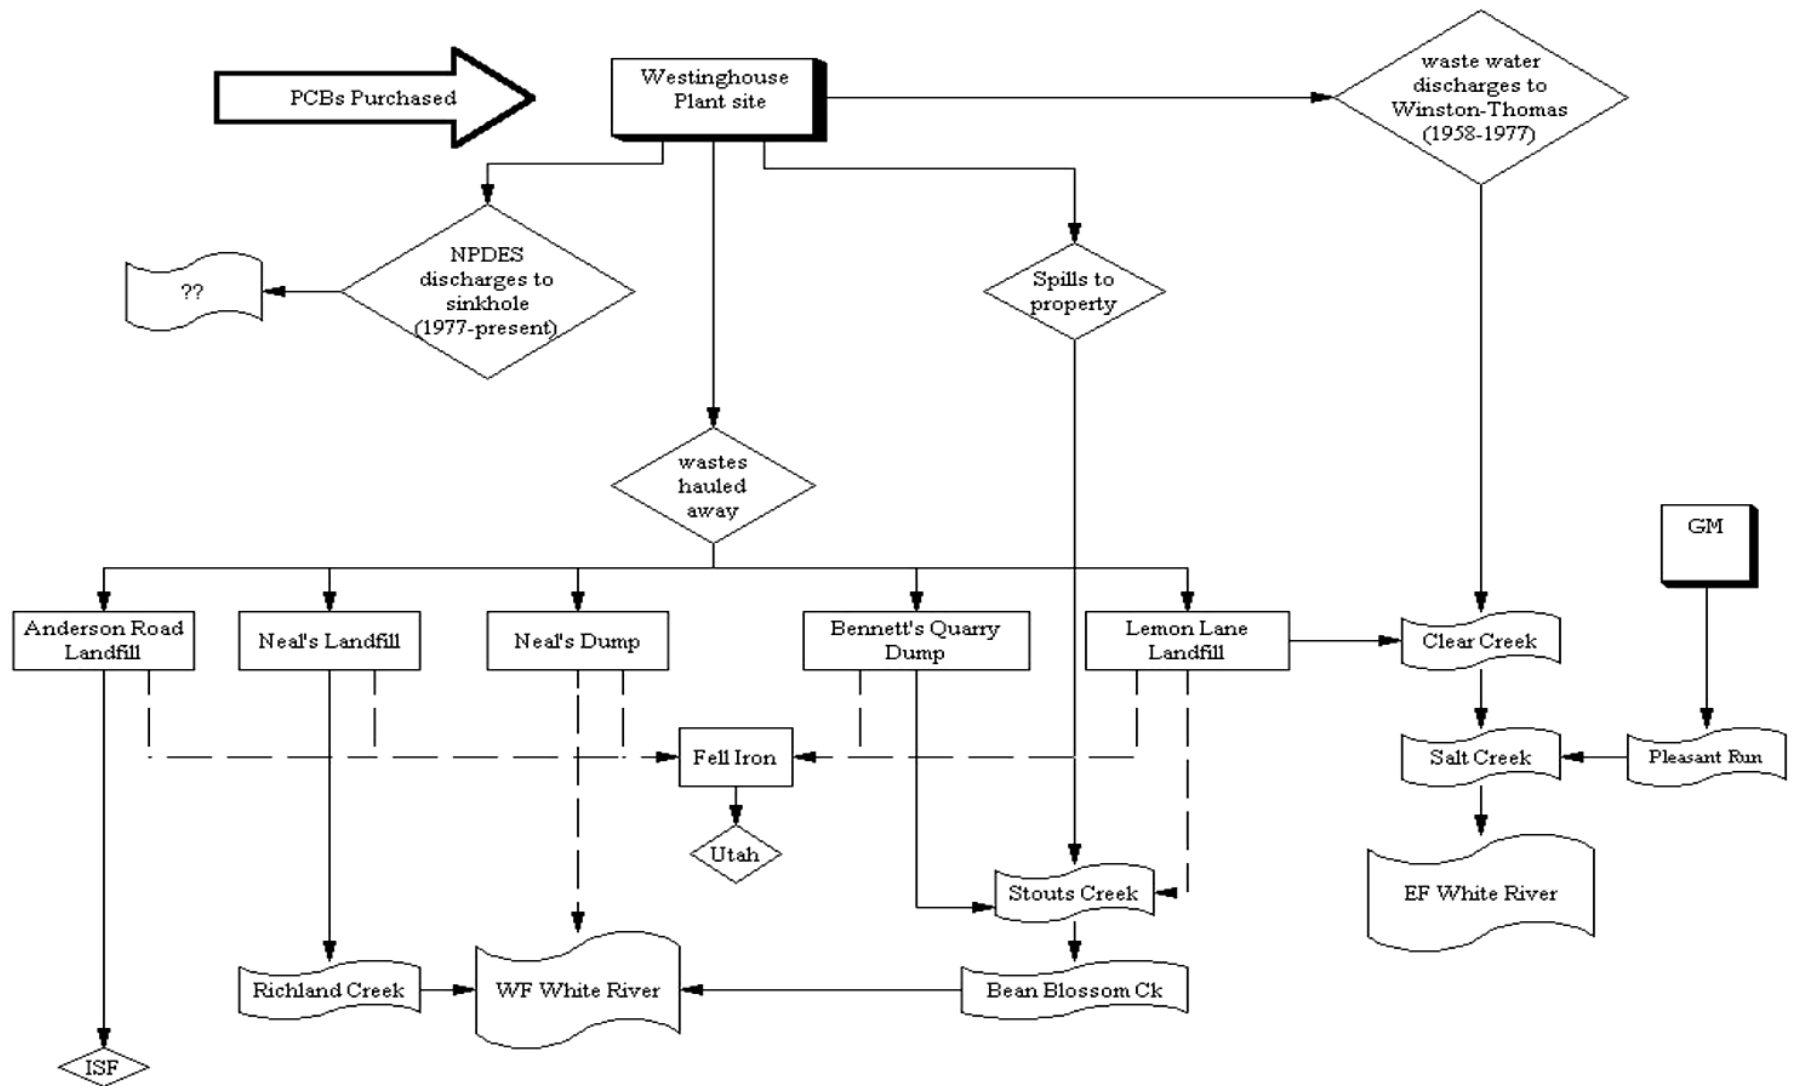 PCBs Purchased
Westinghouse
Plant site
waste water
discharges to
Winston-Thomas
(1958-1977)
NPDES
discharges to
sinkhole
(1977-present)
??
Spills to
property
wastes
hauled
away
GM
Anderson Road
Landfill
Neal's Landfill
Neal's Dump
Bennett's Quarry
Dump
Lemon Lane
Landfill
Clear Creek
Fell Iron
Salt Creek
Pleasant Run
Utah
Stouts Creek
EF White River
Richland Creek
WF White River
Bean Blossom Ck
ISF